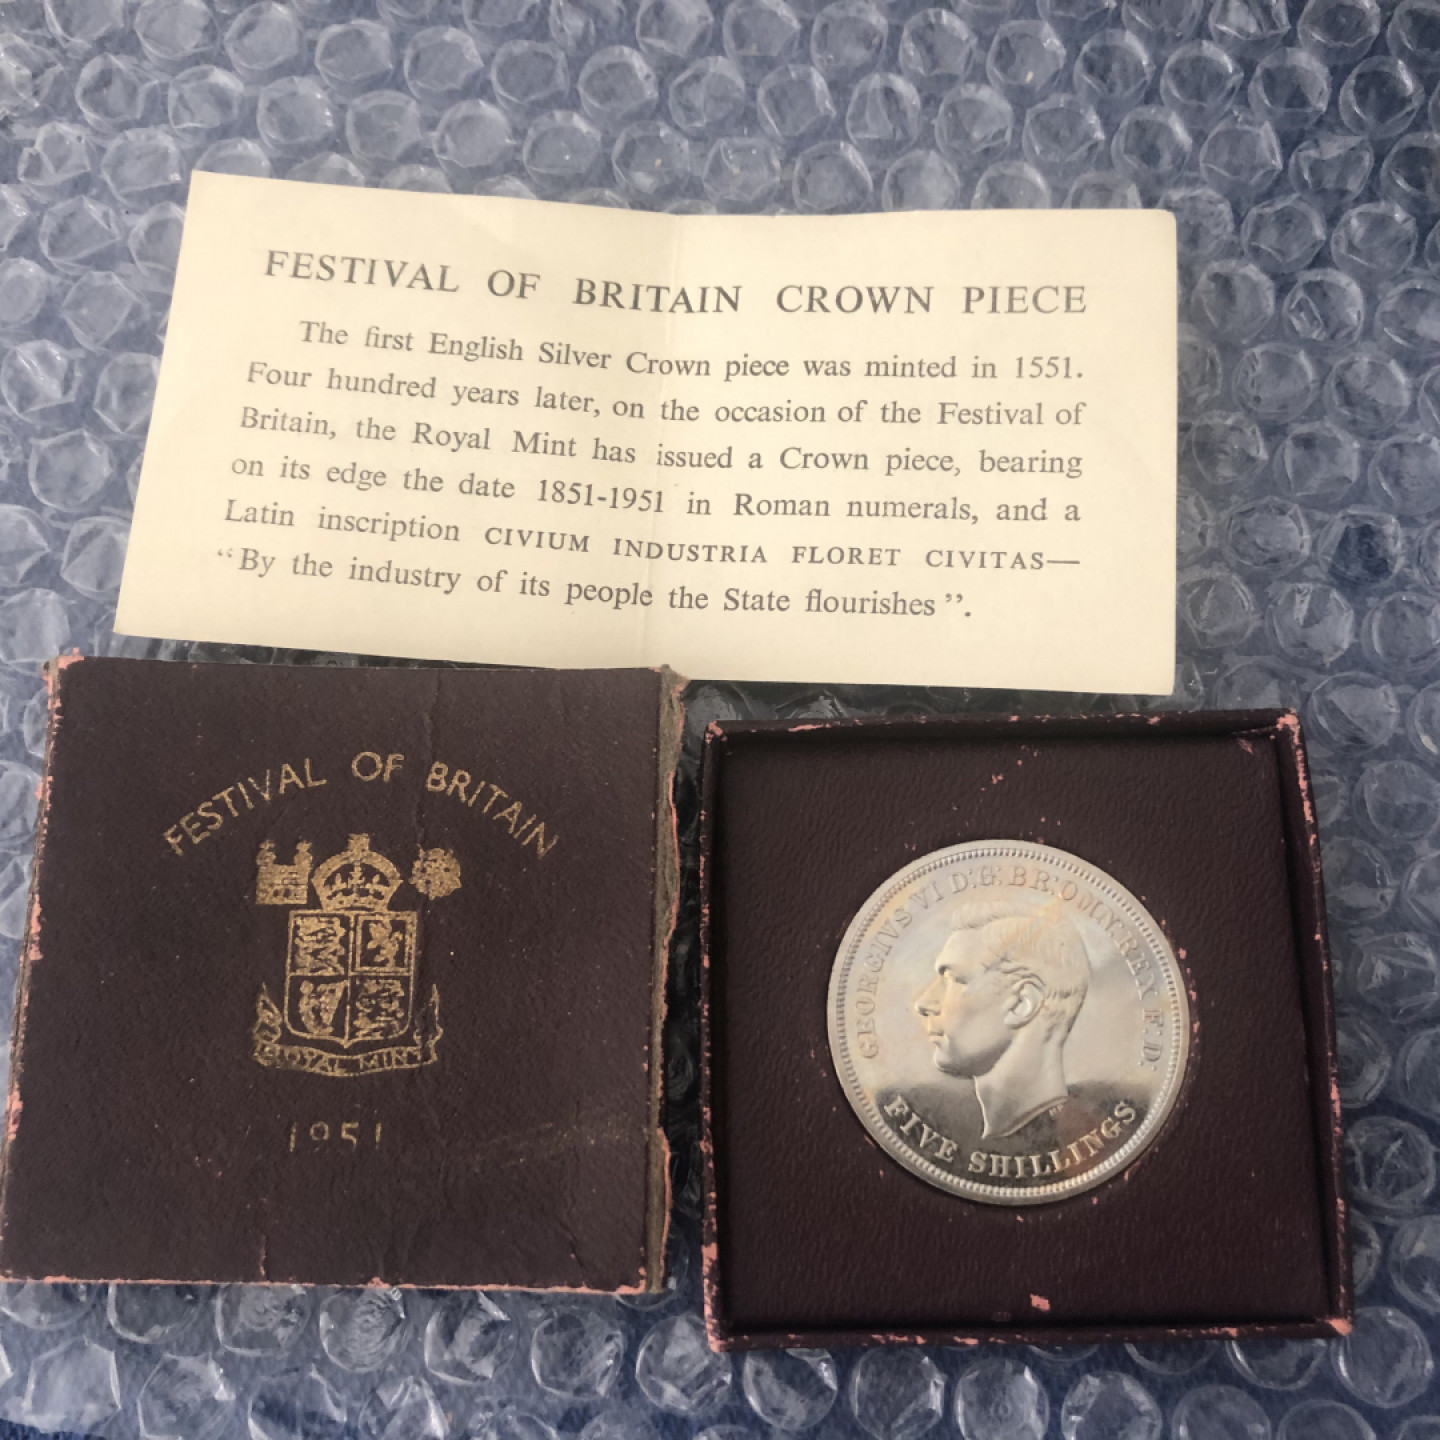 FESTIVAL OF BRITAIN CROWN PIECE
The first English Silver Crown piece was minted in 1551.
Four hundred years later, on the occasion of the Festival of
Britain, the Royal Mint has issued a Crown piece, bearing
on its edge the date 1851-1951 in Roman numerals, and a
Latin inscription CIVIUM INDUSTRIA FLORET CIVITAS—
“By the industry of its people the State flourishes”.
FESTIVAL OF BRITAIN
ROYAL MINT
1951
GEORGIVS VI D:G:BR:OMN:REX F:D:
FIVE SHILLINGS